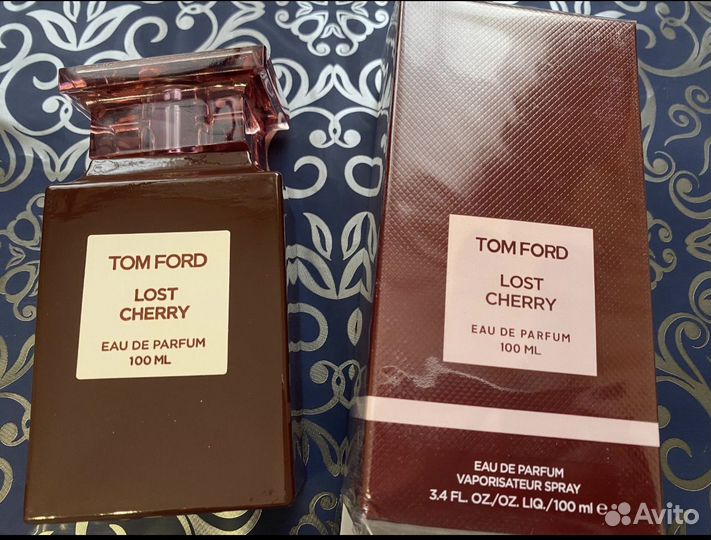 TOM FORD
LOST
CHERRY
EAU DE PARFUM
100 ML
TOM FORD
LOST
CHERRY
EAU DE PARFUM
100 ML
EAU DE PARFUM
VAPORISATEUR SPRAY
3.4 FL. OZ./OZ. LIQ./100 ml e
Avito